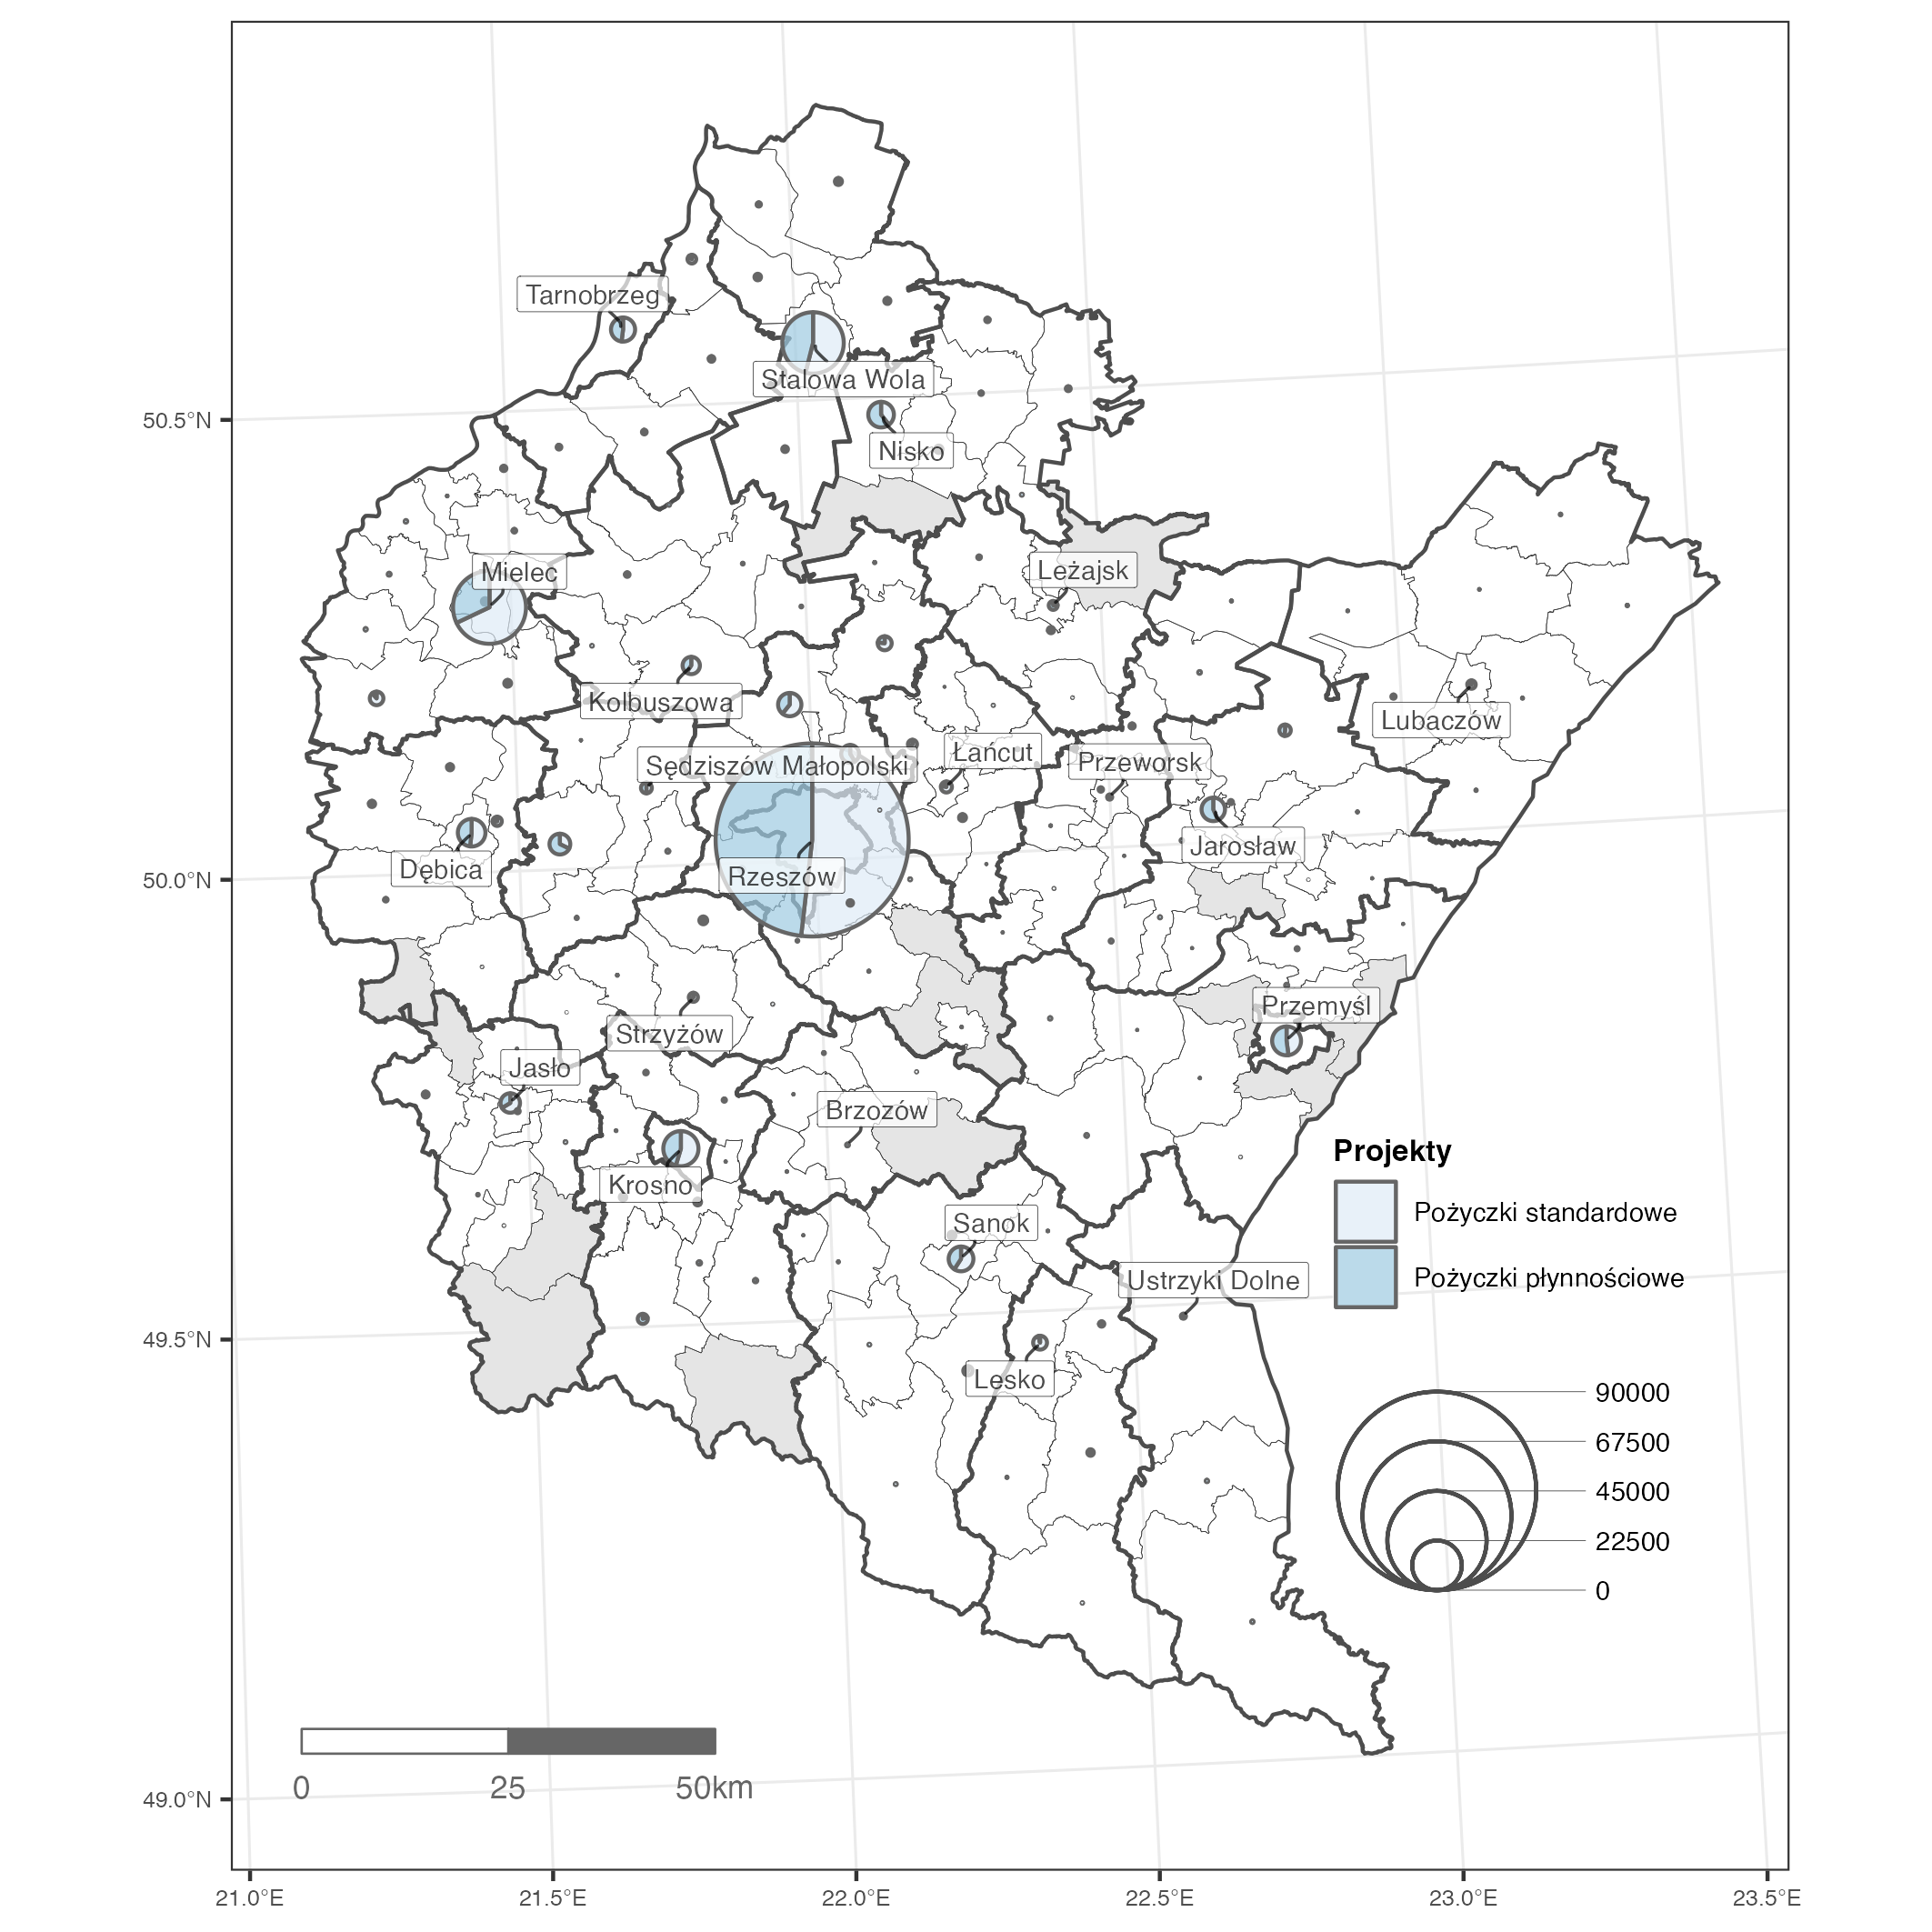 Tarnobrzeg
Stalowa Wola
50.5°N
Nisko
Mielec
Leżajsk
Kolbuszowa
Lubaczów
Sędziszów Małopolski
Łańcut
Przeworsk
Jarosław
Dębica
Rzeszów
50.0°N
Przemyśl
Strzyżów
Jasło
Brzozów
Krosno
Sanok
Ustrzyki Dolne
Lesko
49.5°N
Projekty
Pożyczki standardowe
Pożyczki płynnościowe
90000
67500
45000
22500
0
0 25 50km
49.0°N
21.0°E 21.5°E 22.0°E 22.5°E 23.0°E 23.5°E